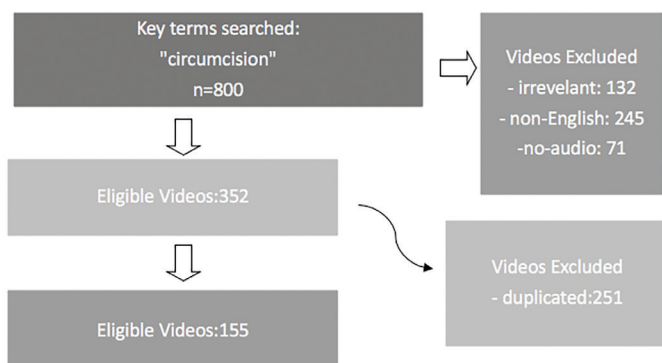 Key terms searched:
"circumcision"
n=800
Videos Excluded
- irrevelant: 132
- non-English: 245
-no-audio: 71
Eligible Videos:352
Videos Excluded
- duplicated:251
Eligible Videos:155